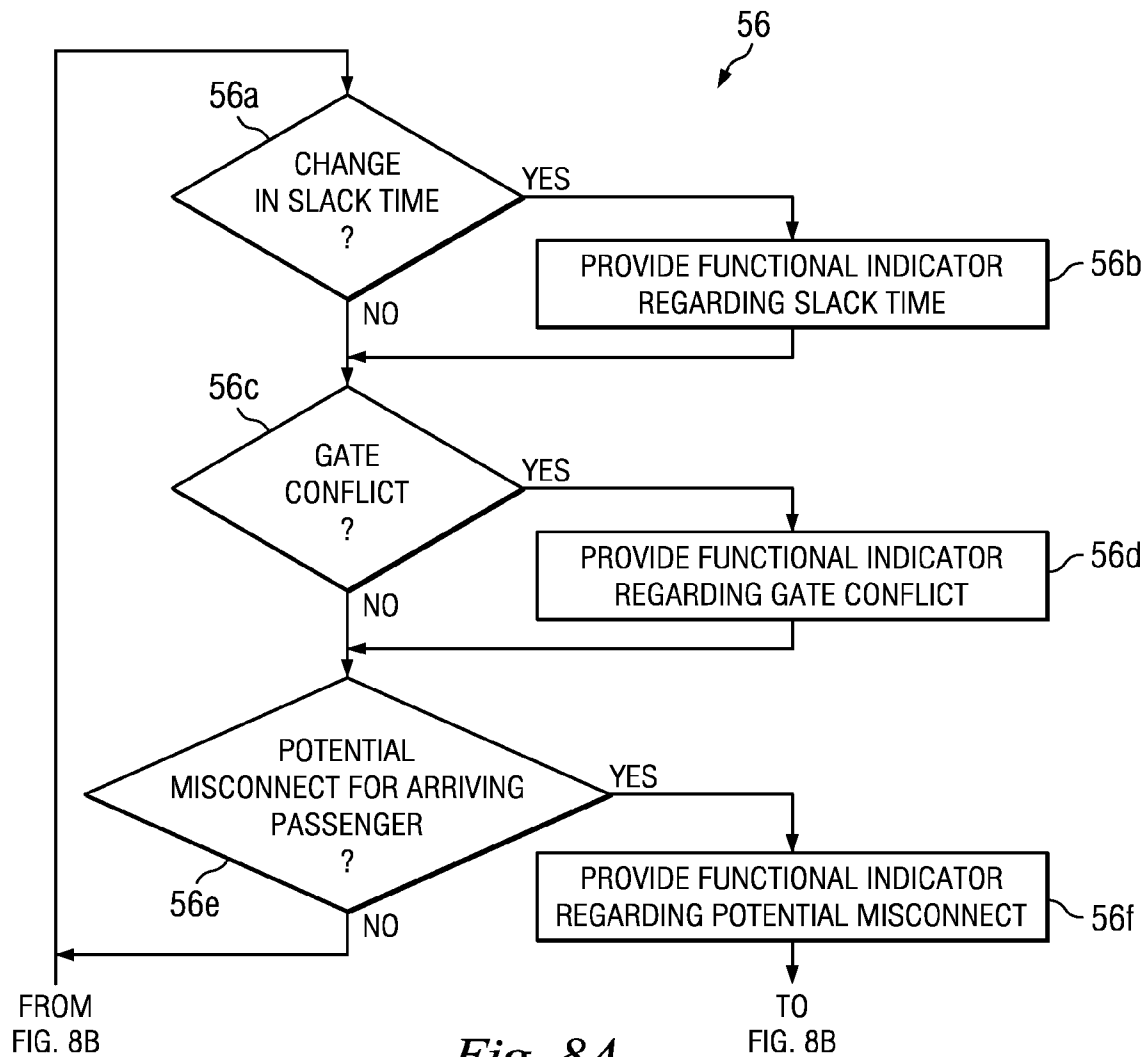 56
56a
CHANGE
IN SLACK TIME
?
YES
NO
PROVIDE FUNCTIONAL INDICATOR
REGARDING SLACK TIME
56b
56c
GATE
CONFLICT
?
YES
NO
PROVIDE FUNCTIONAL INDICATOR
REGARDING GATE CONFLICT
56d
POTENTIAL
MISCONNECT FOR ARRIVING
PASSENGER
?
YES
56e
NO
PROVIDE FUNCTIONAL INDICATOR
REGARDING POTENTIAL MISCONNECT
56f
FROM
FIG. 8B
TO
FIG. 8B
Fig. 8A